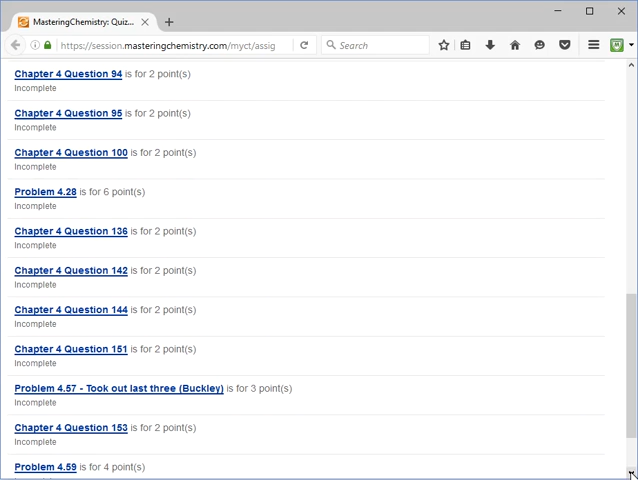 MasteringChemistry: Quiz...
https://session.masteringchemistry.com/myct/assig
Search
Chapter 4 Question 94 is for 2 point(s)
Incomplete
Chapter 4 Question 95 is for 2 point(s)
Incomplete
Chapter 4 Question 100 is for 2 point(s)
Incomplete
Problem 4.28 is for 6 point(s)
Incomplete
Chapter 4 Question 136 is for 2 point(s)
Incomplete
Chapter 4 Question 142 is for 2 point(s)
Incomplete
Chapter 4 Question 144 is for 2 point(s)
Incomplete
Chapter 4 Question 151 is for 2 point(s)
Incomplete
Problem 4.57 - Took out last three (Buckley) is for 3 point(s)
Incomplete
Chapter 4 Question 153 is for 2 point(s)
Incomplete
Problem 4.59 is for 4 point(s)